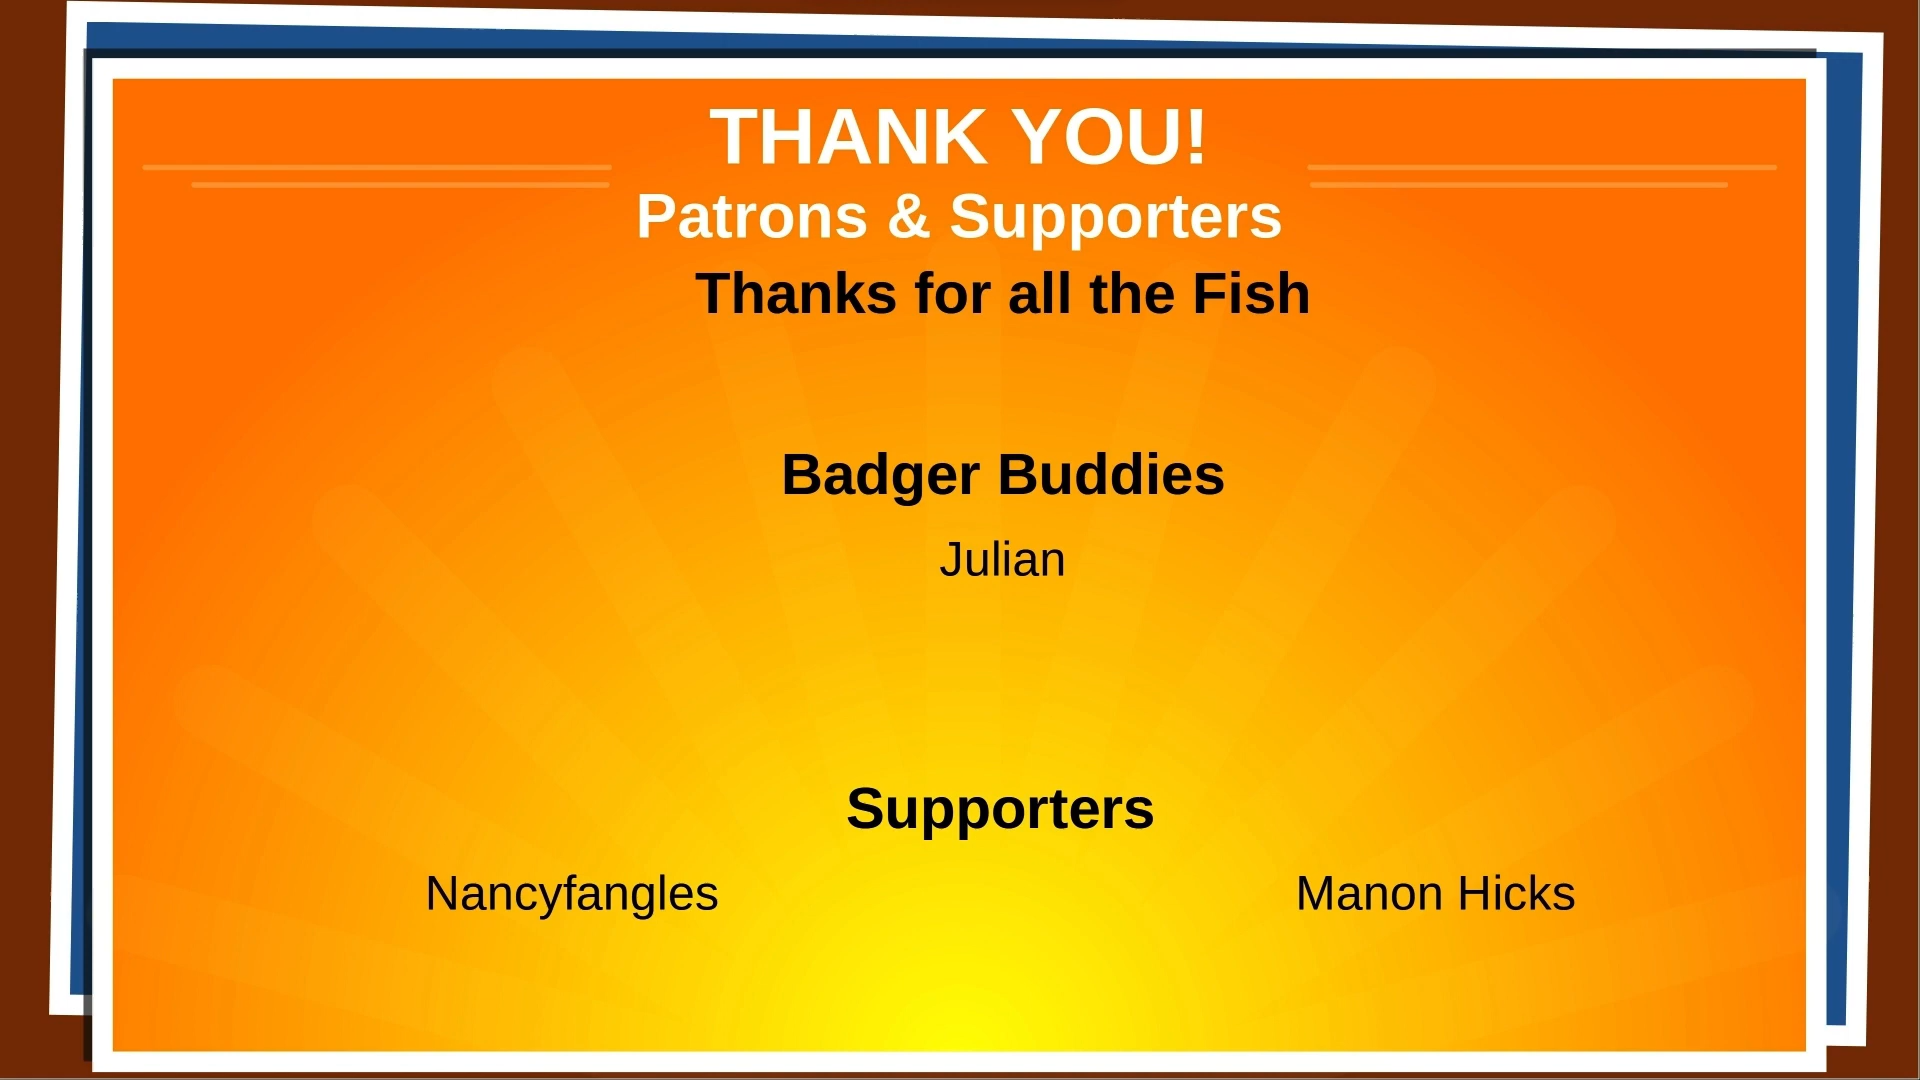 THANK YOU!
Patrons & Supporters
Thanks for all the Fish
Badger Buddies
Julian
Supporters
Nancyfangles Manon Hicks